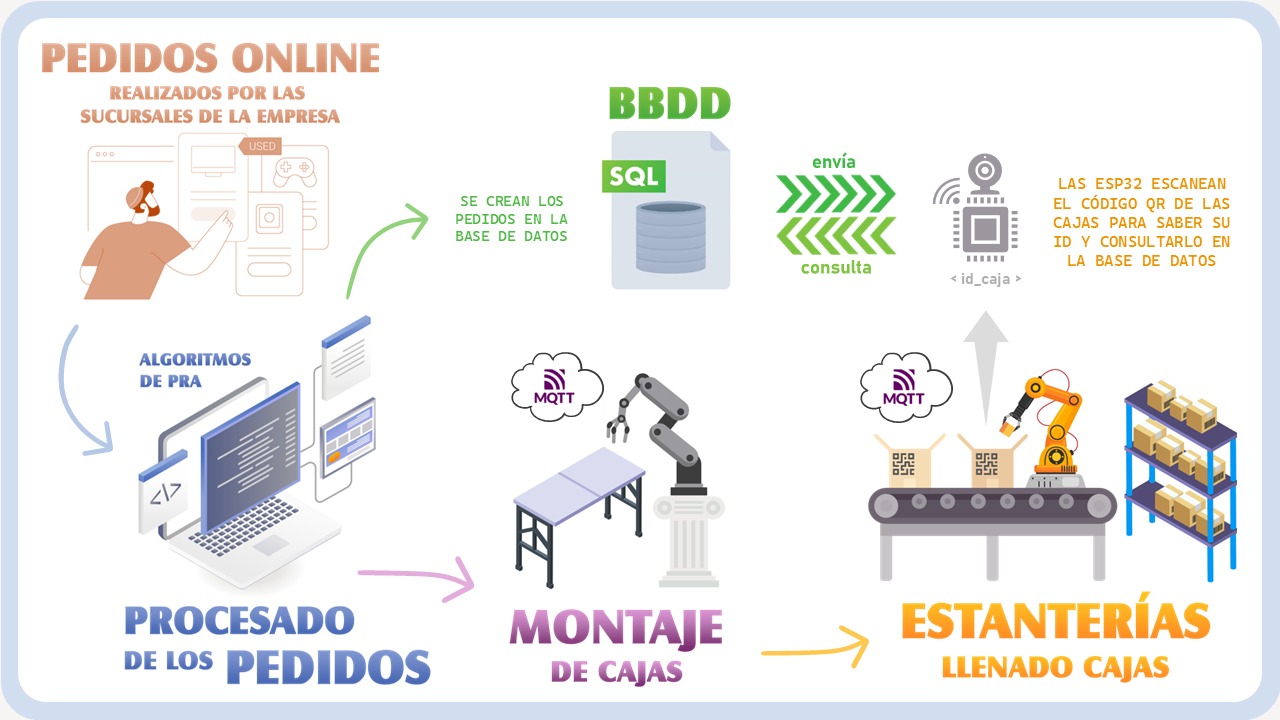 PEDIDOS ONLINE
REALIZADOS POR LAS
SUCURSALES DE LA EMPRESA
USED
BBDD
SQL
SE CREAN LOS
PEDIDOS EN LA
BASE DE DATOS
envía
consulta
< id_caja >
LAS ESP32 ESCANEAN
EL CÓDIGO QR DE LAS
CAJAS PARA SABER SU
ID Y CONSULTARLO EN
LA BASE DE DATOS
ALGORITMOS
DE PRA
</>
PROCESADO
DE LOS PEDIDOS
MQTT
MONTAJE
DE CAJAS
MQTT
ESTANTERÍAS
LLENADO CAJAS